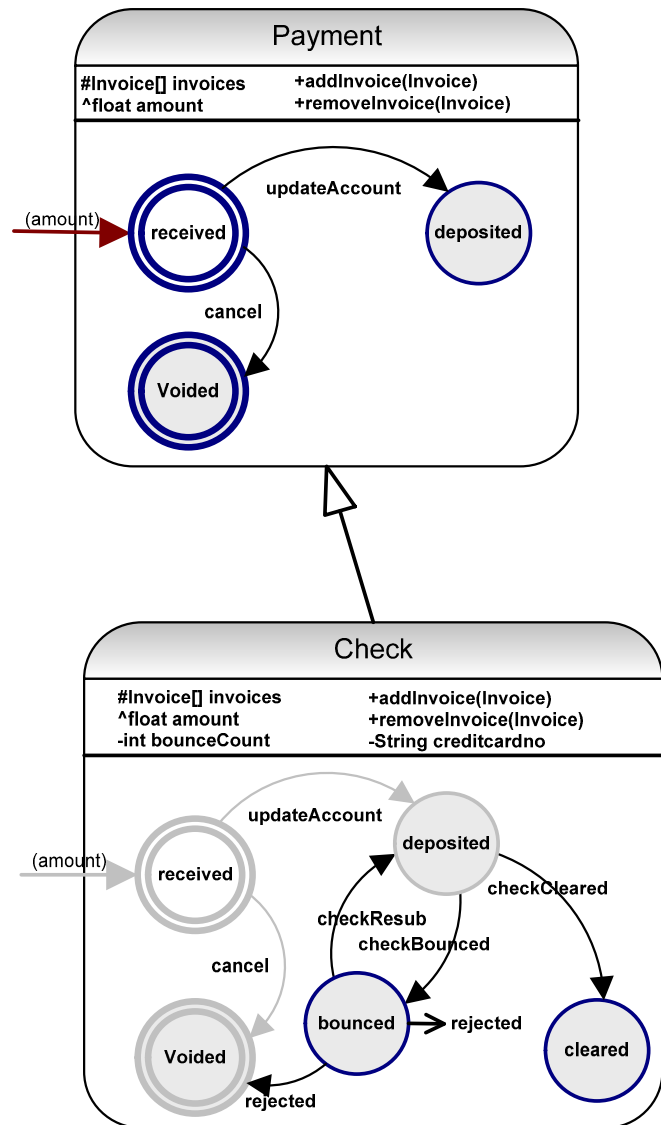 Payment
#Invoice[] invoices +addInvoice(Invoice)
^float amount +removeInvoice(Invoice)
updateAccount
(amount)
received
deposited
cancel
Voided
Check
#Invoice[] invoices +addInvoice(Invoice)
^float amount +removeInvoice(Invoice)
-int bounceCount -String creditcardno
updateAccount
deposited
(amount)
received
checkCleared
checkResub
checkBounced
cancel
bounced
rejected
cleared
Voided
rejected